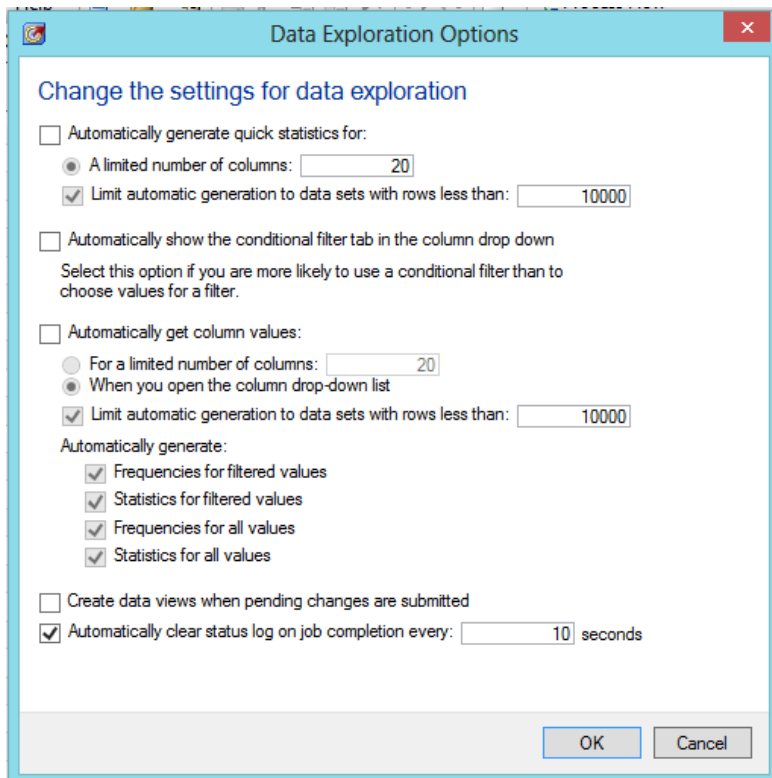 Data Exploration Options
Change the settings for data exploration
Automatically generate quick statistics for:
A limited number of columns: 20
Limit automatic generation to data sets with rows less than: 10000
Automatically show the conditional filter tab in the column drop down
Select this option if you are more likely to use a conditional filter than to
choose values for a filter.
Automatically get column values:
For a limited number of columns: 20
When you open the column drop-down list
Limit automatic generation to data sets with rows less than: 10000
Automatically generate:
Frequencies for filtered values
Statistics for filtered values
Frequencies for all values
Statistics for all values
Create data views when pending changes are submitted
Automatically clear status log on job completion every: 10 seconds
OK Cancel